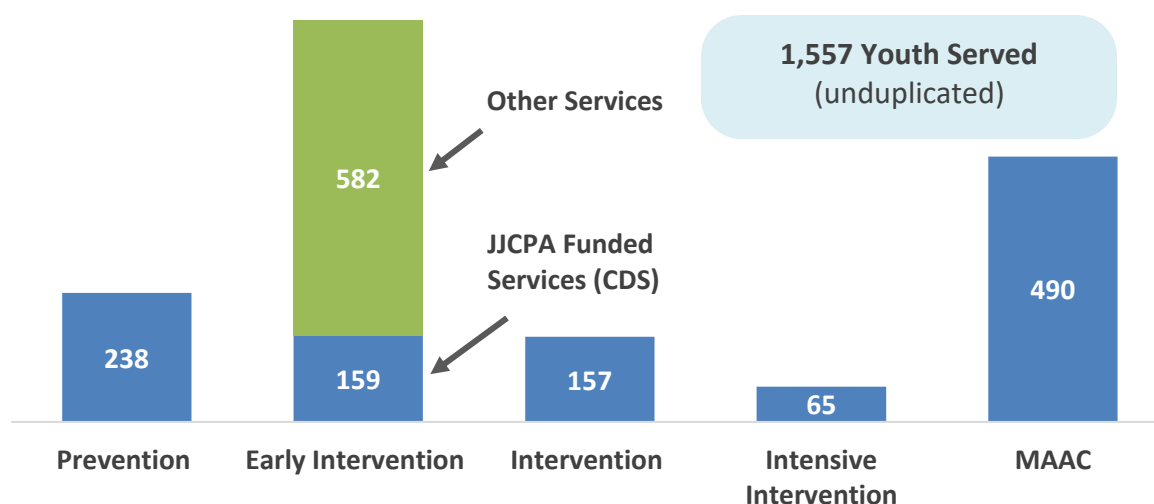 1,557 Youth Served
(unduplicated)
Other Services
582
JJCPA Funded
Services (CDS)
490
238
159
157
65
Prevention
Early Intervention
Intervention
Intensive
Intervention
MAAC